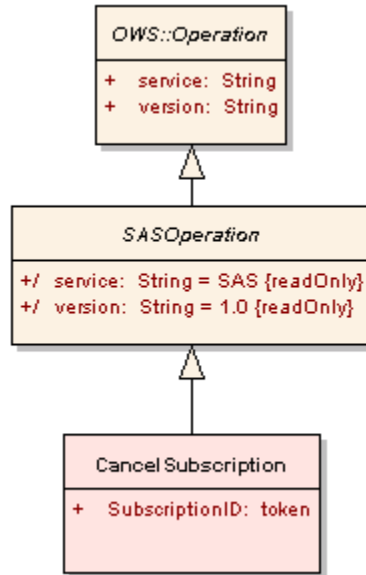 OWS::Operation
+ service: String
+ version: String
SASOperation
+/ service: String = SAS {readOnly}
+/ version: String = 1.0 {readOnly}
CancelSubscription
+ SubscriptionID: token